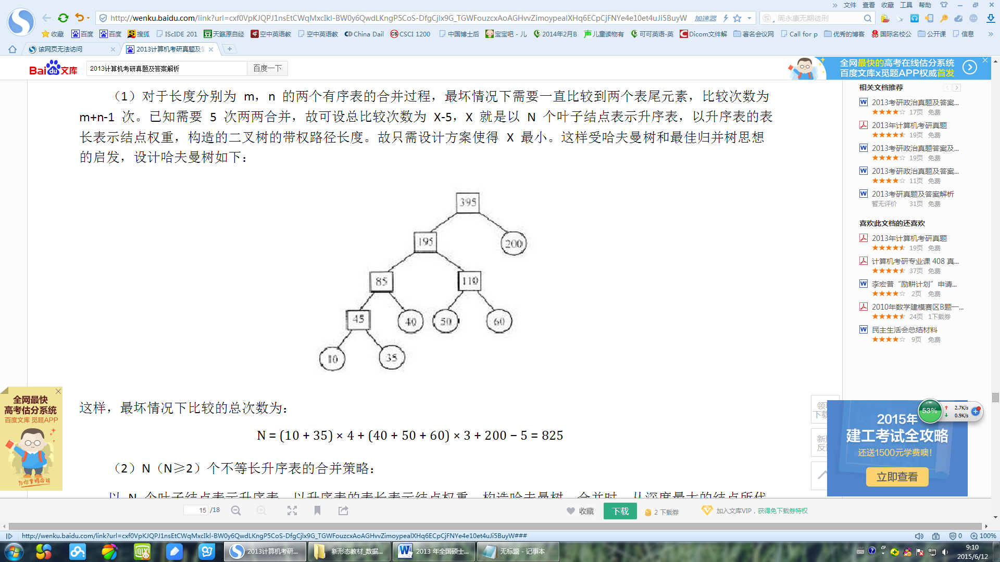 » 文件 查看 收藏 工具 帮助
http://wenku.baidu.com/link?url=cxf0VpKJQPJ1nsEtCWqMxcIkl-BW0y6QwdLKngP5CoS-DfgCjlx9G_TGWFouzcxAoAGHvvZimoypealXHq6ECpCjFNYe4e10et4uJi5BuyW 加速器 周永康无期徒刑
收藏 百度 百度 搜狐 IScIDE 201 天籁原自经 空中英语教 空中英语教 China Dail CSCI 1200 中国博士后 宝宝吧 - 儿 2014年2月B 儿童读物有 可可英语-英 Dicom文件解 著名会议网 Call for p 优秀的博客 国际名校公 公开课 信息 »
该网页无法访问 2013计算机考研真题及答
Bai du 文库 2013计算机考研真题及答案解析 百度一下
全网最快的高考在线估分系统
百度文库x觅题APP权威首发
（1）对于长度分别为 m，n 的两个有序表的合并过程，最坏情况下需要一直比较到两个表尾元素，比较次数为
m+n-1 次。已知需要 5 次两两合并，故可设总比较次数为 X-5，X 就是以 N 个叶子结点表示升序表，以升序表的表
长表示结点权重，构造的二叉树的带权路径长度。故只需设计方案使得 X 最小。这样受哈夫曼树和最佳归并树思想
的启发，设计哈夫曼树如下：
395
195 200
85 110
45 40 50 60
10 35
这样，最坏情况下比较的总次数为：
N = (10 + 35) × 4 + (40 + 50 + 60) × 3 + 200 − 5 = 825
（2）N（N≥2）个不等长升序表的合并策略：
以 N 个叶子结点表示升序表，以升序表的表长表示结点权重，构造哈夫曼树。合并时，从深度最大的结点所代
相关文档推荐
2013考研政治真题及答案...
17页 免费
2013年计算机考研真题
19页 免费
2013考研政治真题答案及...
19页 免费
2013考研政治真题及答案...
11页 免费
2013考研真题及答案解析
暂无评价 31页 免费
喜欢此文档的还喜欢
2013年计算机考研真题
19页 免费
计算机考研专业课 408 真...
37页 免费
李宏普“励耕计划”申请...
2页 免费
2010年数学建模赛区B题一...
24页 1下载券
民主生活会总结材料
9页 免费
全网最快
高考估分系统
百度文库 觅题APP
为你掌握命运
下载
新
反
53% 2.7K/s
0.9K/s
2015年
建工考试全攻略
还送1500元学费噢!
立即查看
15 /18 收藏 下载 2 下载券 加入文库VIP，获得免下载券特权
http://wenku.baidu.com/link?url=cxf0VpKJQPJ1nsEtCWqMxcIkl-BW0y6QwdLKngP5CoS-DfgCjlx9G_TGWFouzcxAoAGHvvZimoypealXHq6ECpCjFNYe4e10et4uJi5BuyW### 0 100%
2013计算机考研... 新形态教材_数据... 2013 年全国硕士... 无标题 - 记事本
9:10
2015/6/12